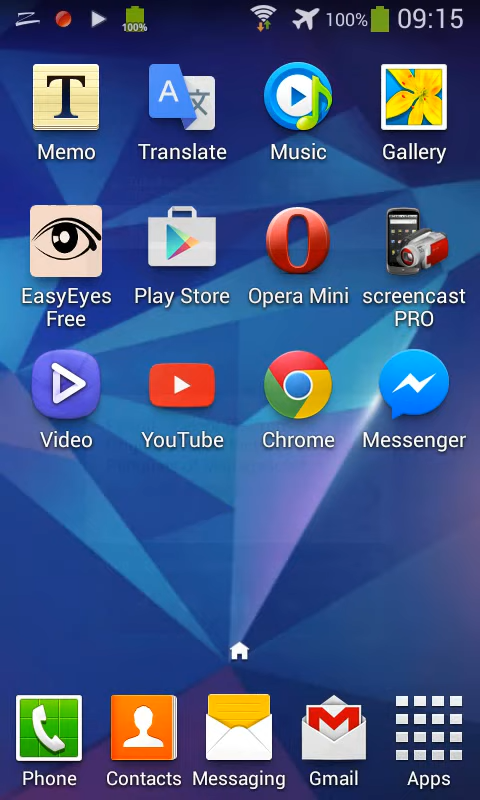 100% 100% 09:15
T A 文
Memo Translate Music Gallery
EasyEyes Free Play Store Opera Mini screencast PRO
Video YouTube Chrome Messenger
Phone Contacts Messaging Gmail Apps